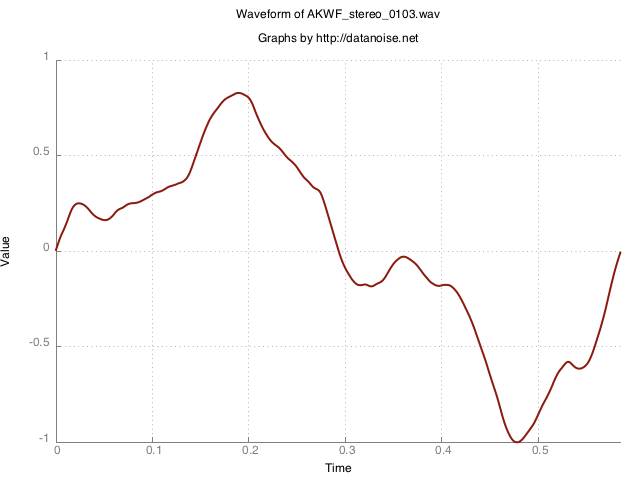 Waveform of AKWF_stereo_0103.wav
Graphs by http://datanoise.net
1
0.5
0
-0.5
-1
Value
0 0.1 0.2 0.3 0.4 0.5
Time